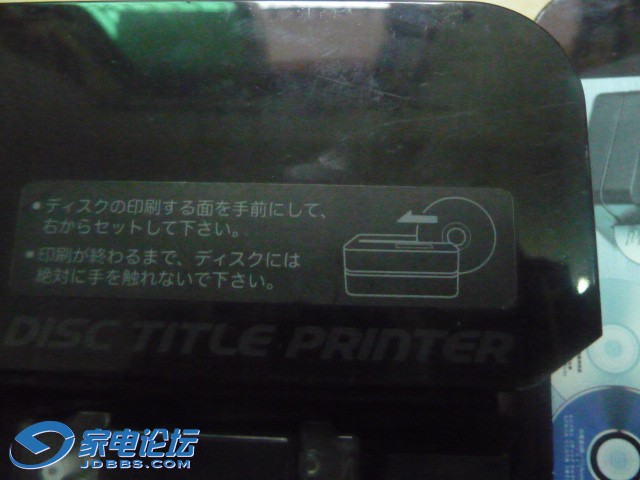 •ディスクの印刷する面を手前にして、
右からセットして下さい。
•印刷が終わるまで、ディスクには
絶対に手を触れないで下さい。
DISC TITLE PRINTER
家电论坛
JDBBS.COM